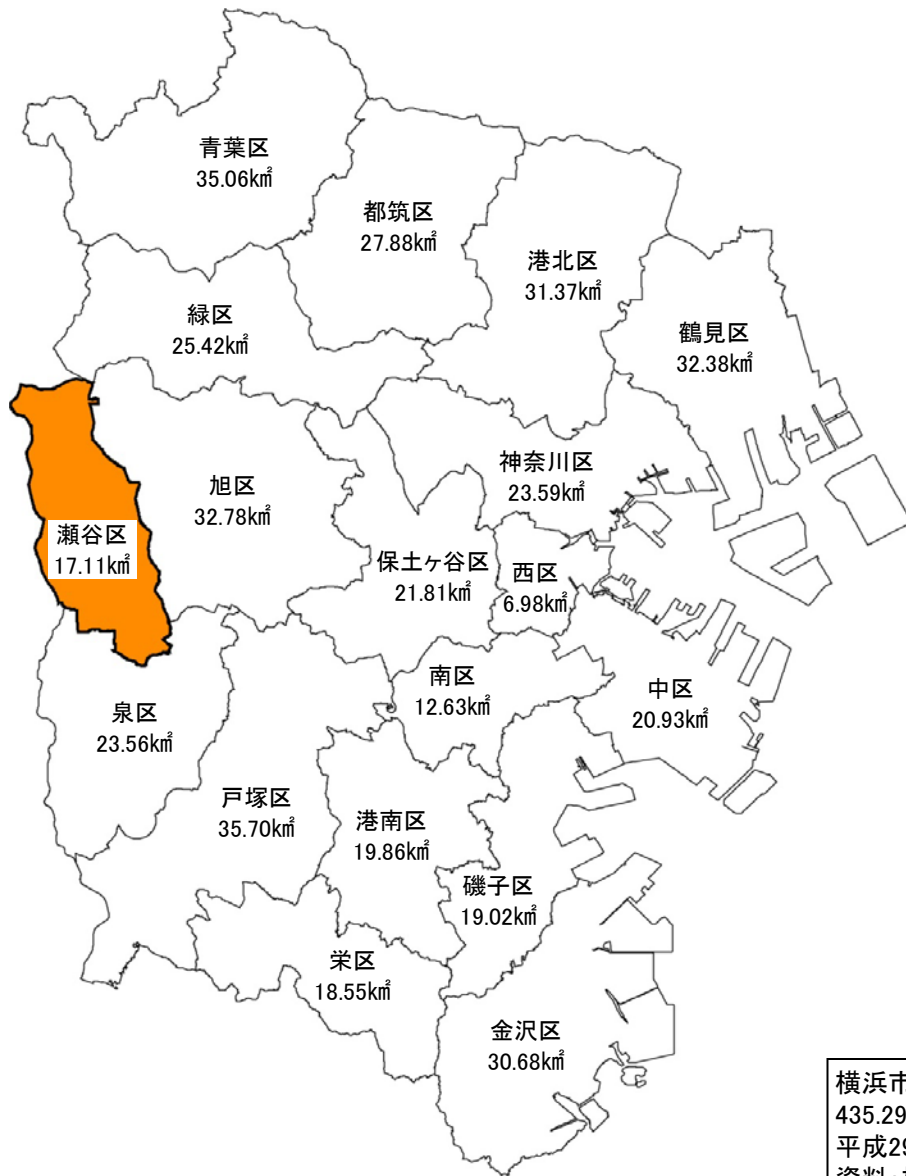 青葉区
35.06㎢
都筑区
27.88㎢
港北区
31.37㎢
緑区
25.42㎢
鶴見区
32.38㎢
神奈川区
23.59㎢
旭区
32.78㎢
瀬谷区
17.11㎢
保土ヶ谷区
21.81㎢
西区
6.98㎢
南区
12.63㎢
中区
20.93㎢
泉区
23.56㎢
戸塚区
35.70㎢
港南区
19.86㎢
磯子区
19.02㎢
栄区
18.55㎢
金沢区
30.68㎢
横浜市
435.29
平成29